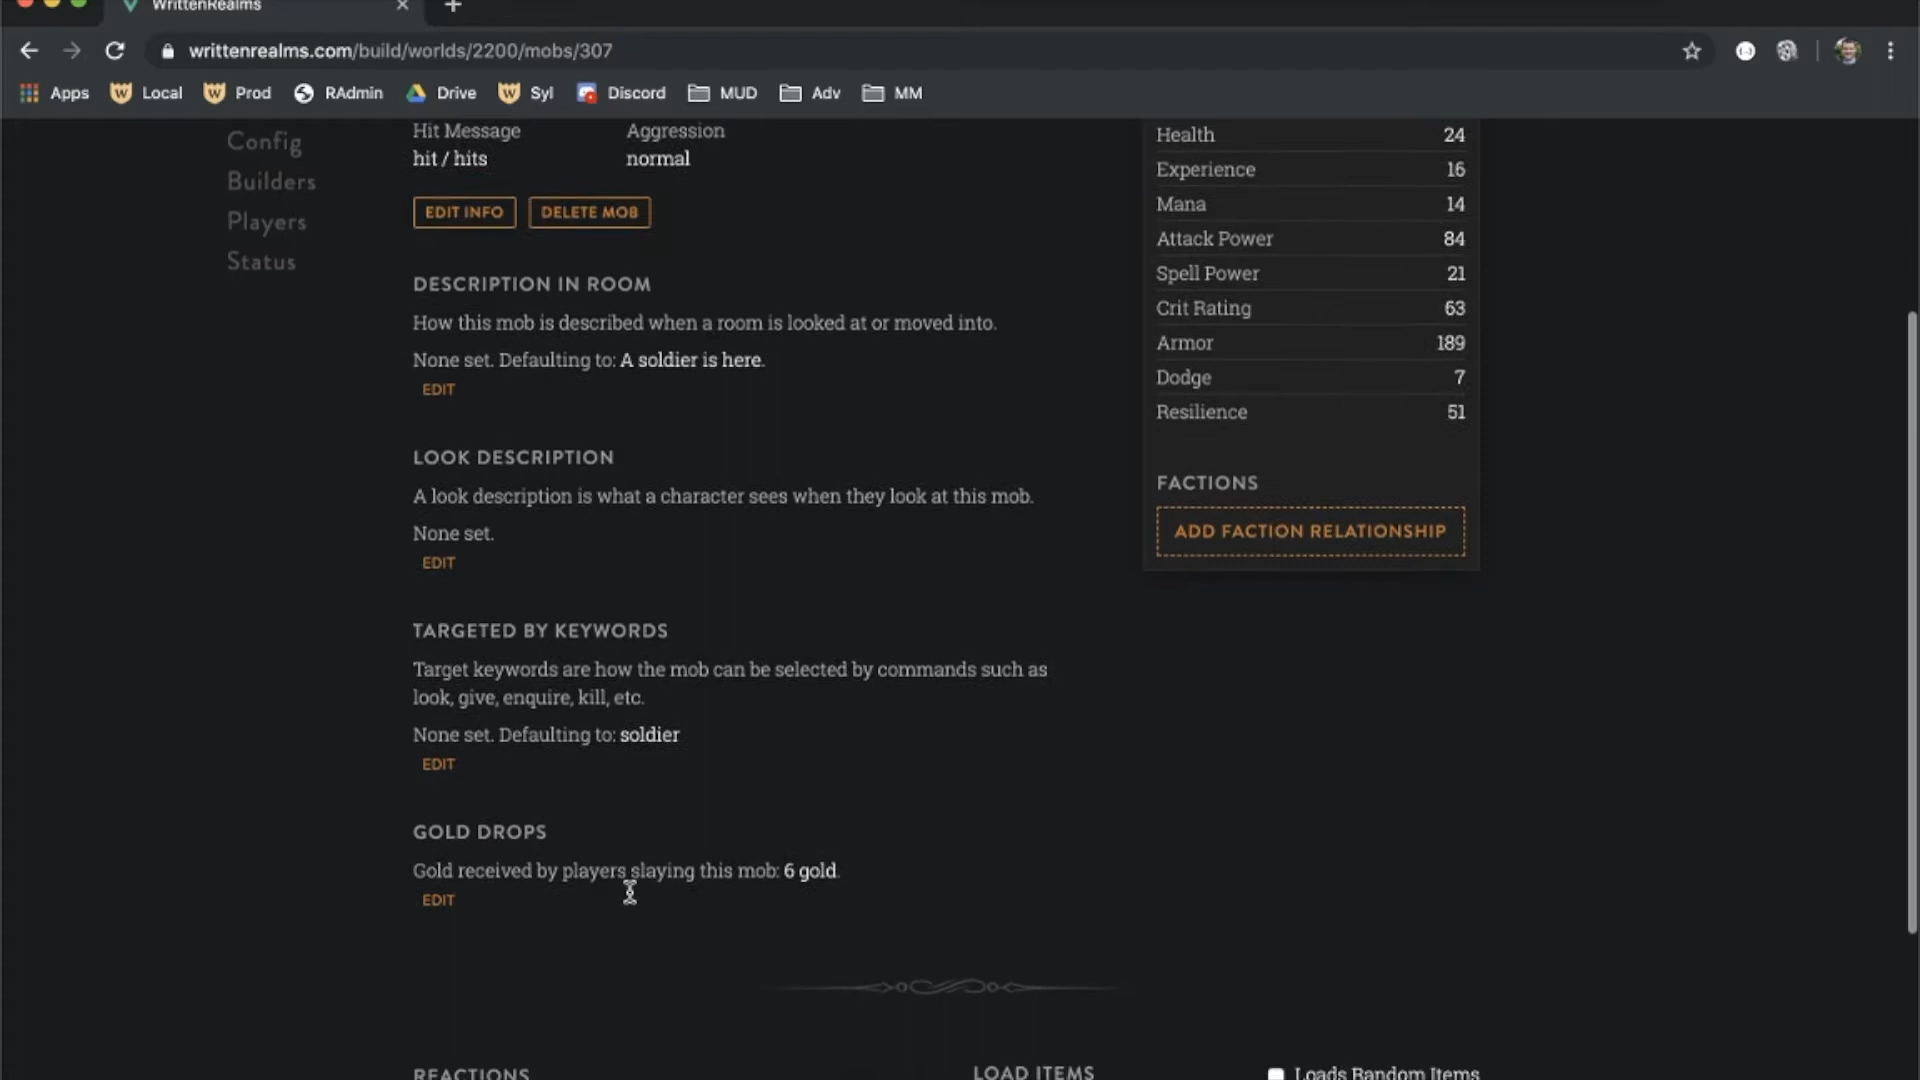 WrittenRealms
writtenrealms.com/build/worlds/2200/mobs/307
Apps Local Prod RAdmin Drive Syl Discord MUD Adv MM
Config
Builders
Players
Status
Hit Message Aggression
hit / hits normal
EDIT INFO DELETE MOB
DESCRIPTION IN ROOM
How this mob is described when a room is looked at or moved into.
None set. Defaulting to: A soldier is here.
EDIT
LOOK DESCRIPTION
A look description is what a character sees when they look at this mob.
None set.
EDIT
TARGETED BY KEYWORDS
Target keywords are how the mob can be selected by commands such as
look, give, enquire, kill, etc.
None set. Defaulting to: soldier
EDIT
GOLD DROPS
Gold received by players slaying this mob: 6 gold.
EDIT
Health 24
Experience 16
Mana 14
Attack Power 84
Spell Power 21
Crit Rating 63
Armor 189
Dodge 7
Resilience 51
FACTIONS
ADD FACTION RELATIONSHIP
REACTIONS
LOAD ITEMS
Loads Random Items